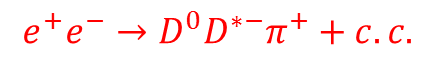 e⁺e⁻ → D⁰D*⁻π⁺ + c. c.